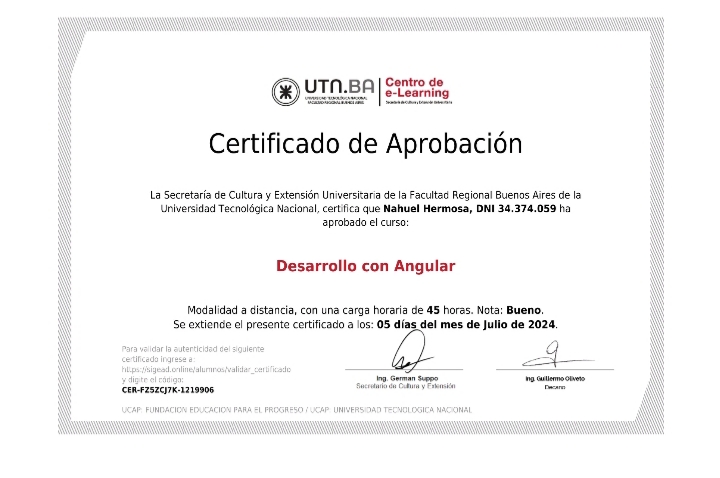 UTN.BA
UNIVERSIDAD TECNOLÓGICA NACIONAL
FACULTAD REGIONAL BUENOS AIRES
Centro de
e-Learning
Secretaría de Cultura y Extensión Universitaria
Certificado de Aprobación
La Secretaría de Cultura y Extensión Universitaria de la Facultad Regional Buenos Aires de la
Universidad Tecnológica Nacional, certifica que Nahuel Hermosa, DNI 34.374.059 ha
aprobado el curso:
Desarrollo con Angular
Modalidad a distancia, con una carga horaria de 45 horas. Nota: Bueno.
Se extiende el presente certificado a los: 05 días del mes de Julio de 2024.
Para validar la autenticidad del siguiente
certificado ingrese a:
https://sigead.online/alumnos/validar_certificado
y digite el código:
CER-FZ5ZCJ7K-1219906
Ing. German Suppo
Secretario de Cultura y Extensión
Ing. Guillermo Oliveto
Decano
UCAP: FUNDACION EDUCACION PARA EL PROGRESO / UCAP UNIVERSIDAD TECNOLOGICA NACIONAL